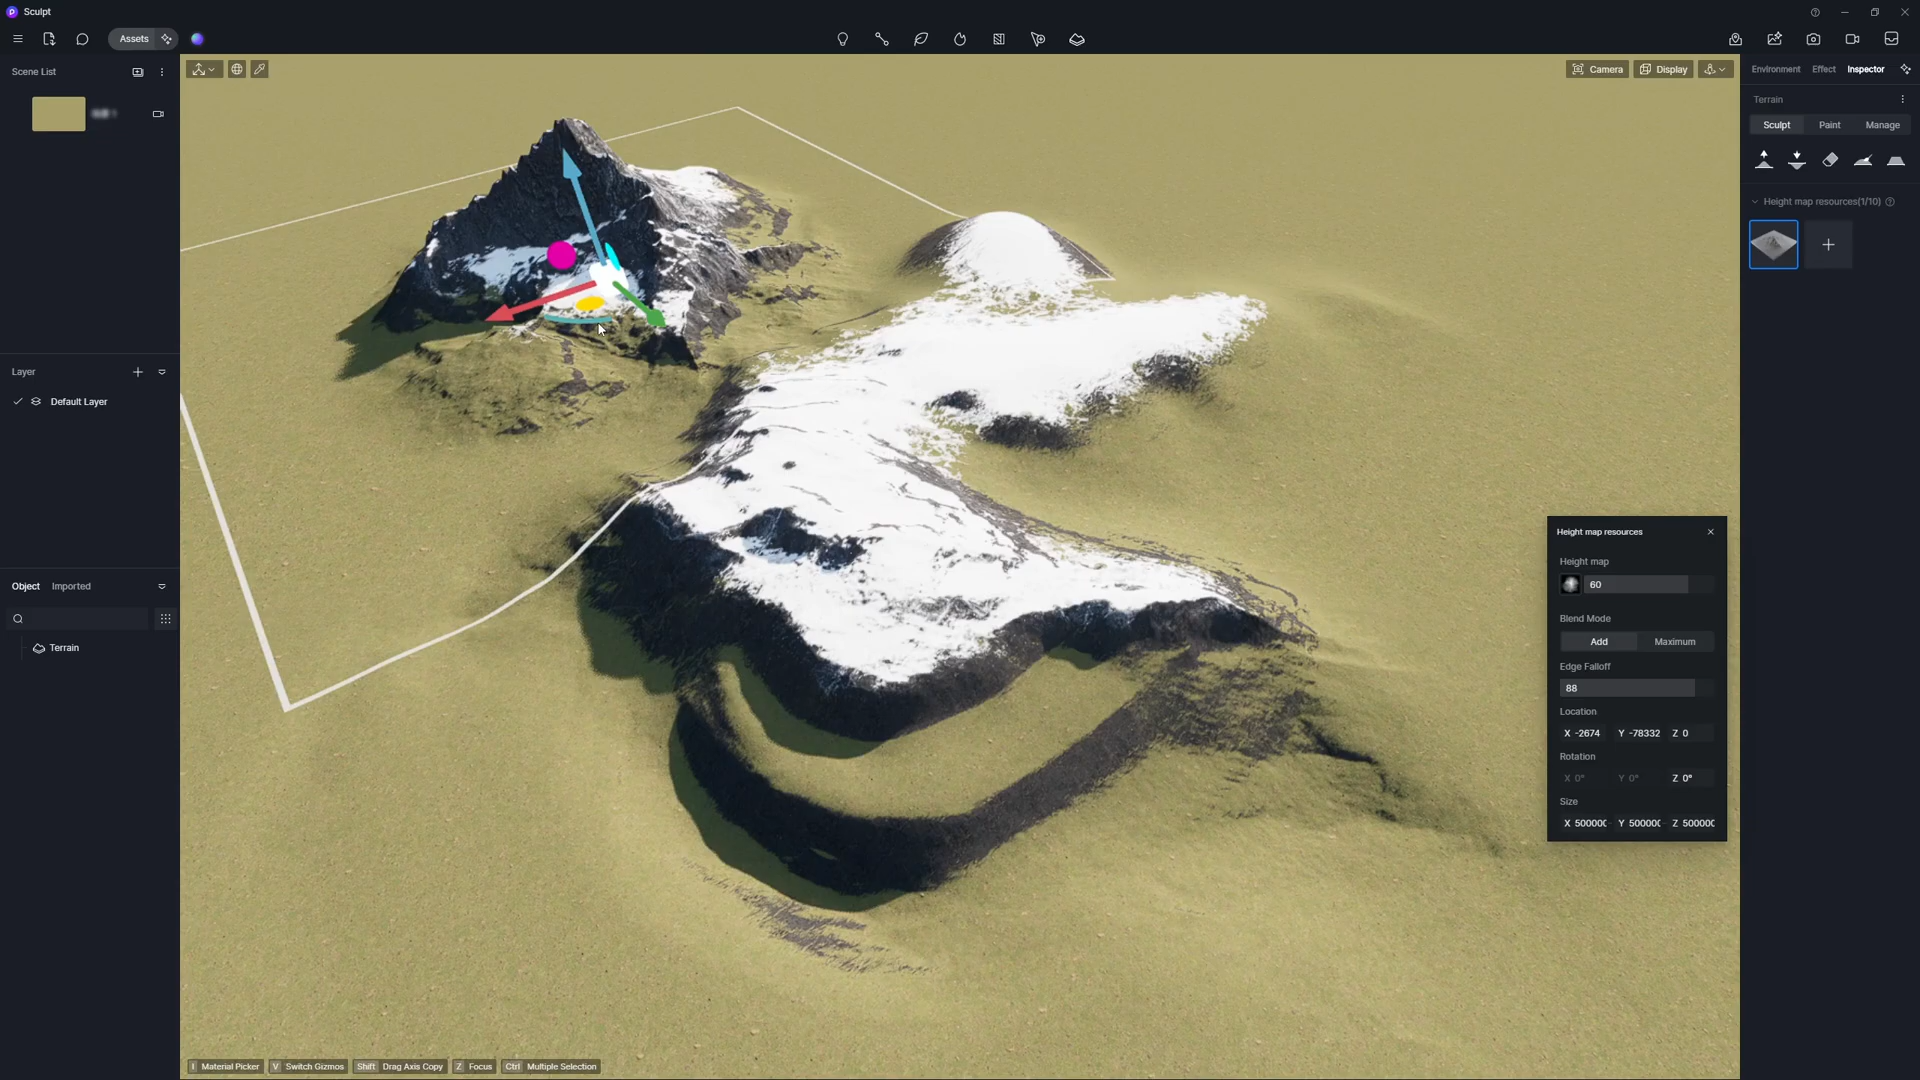 Sculpt
Assets
Scene List
Layer
Default Layer
Object Imported
Terrain
Camera Display
Environment Effect Inspector
Terrain
Sculpt Paint Manage
Height map resources(1/10)
Height map resources
Height map
60
Blend Mode
Add Maximum
Edge Falloff
88
Location
X -2674 Y -78332 Z 0
Rotation
X 0° Y 0° Z 0°
Size
X 50000 Y 50000 Z 50000
I Material Picker V Switch Gizmos Shift Drag Axis Copy Z Focus Ctrl Multiple Selection